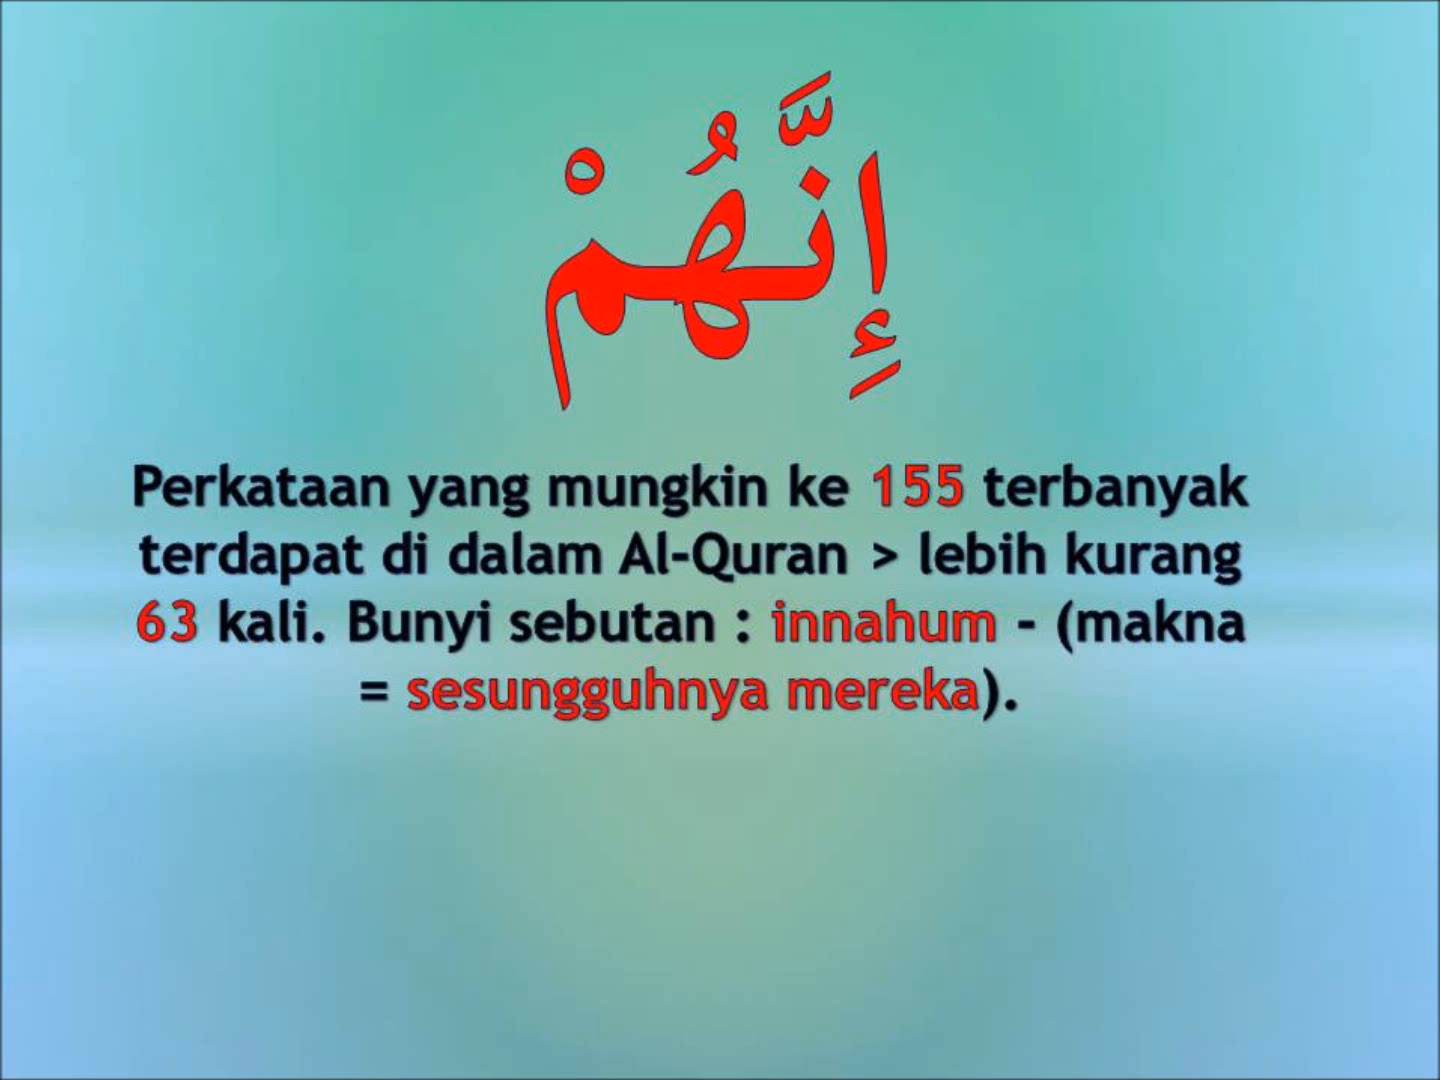 إِنَّهُمْ
Perkataan yang mungkin ke 155 terbanyak
terdapat di dalam Al-Quran > lebih kurang
63 kali. Bunyi sebutan : innahum - (makna
= sesungguhnya mereka).